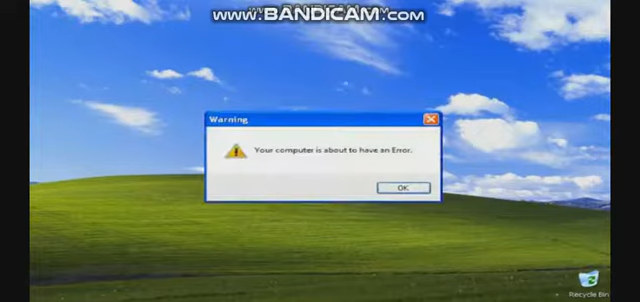 www.BANDICAM.com
Warning
Your computer is about to have an Error.
OK
Recycle Bin